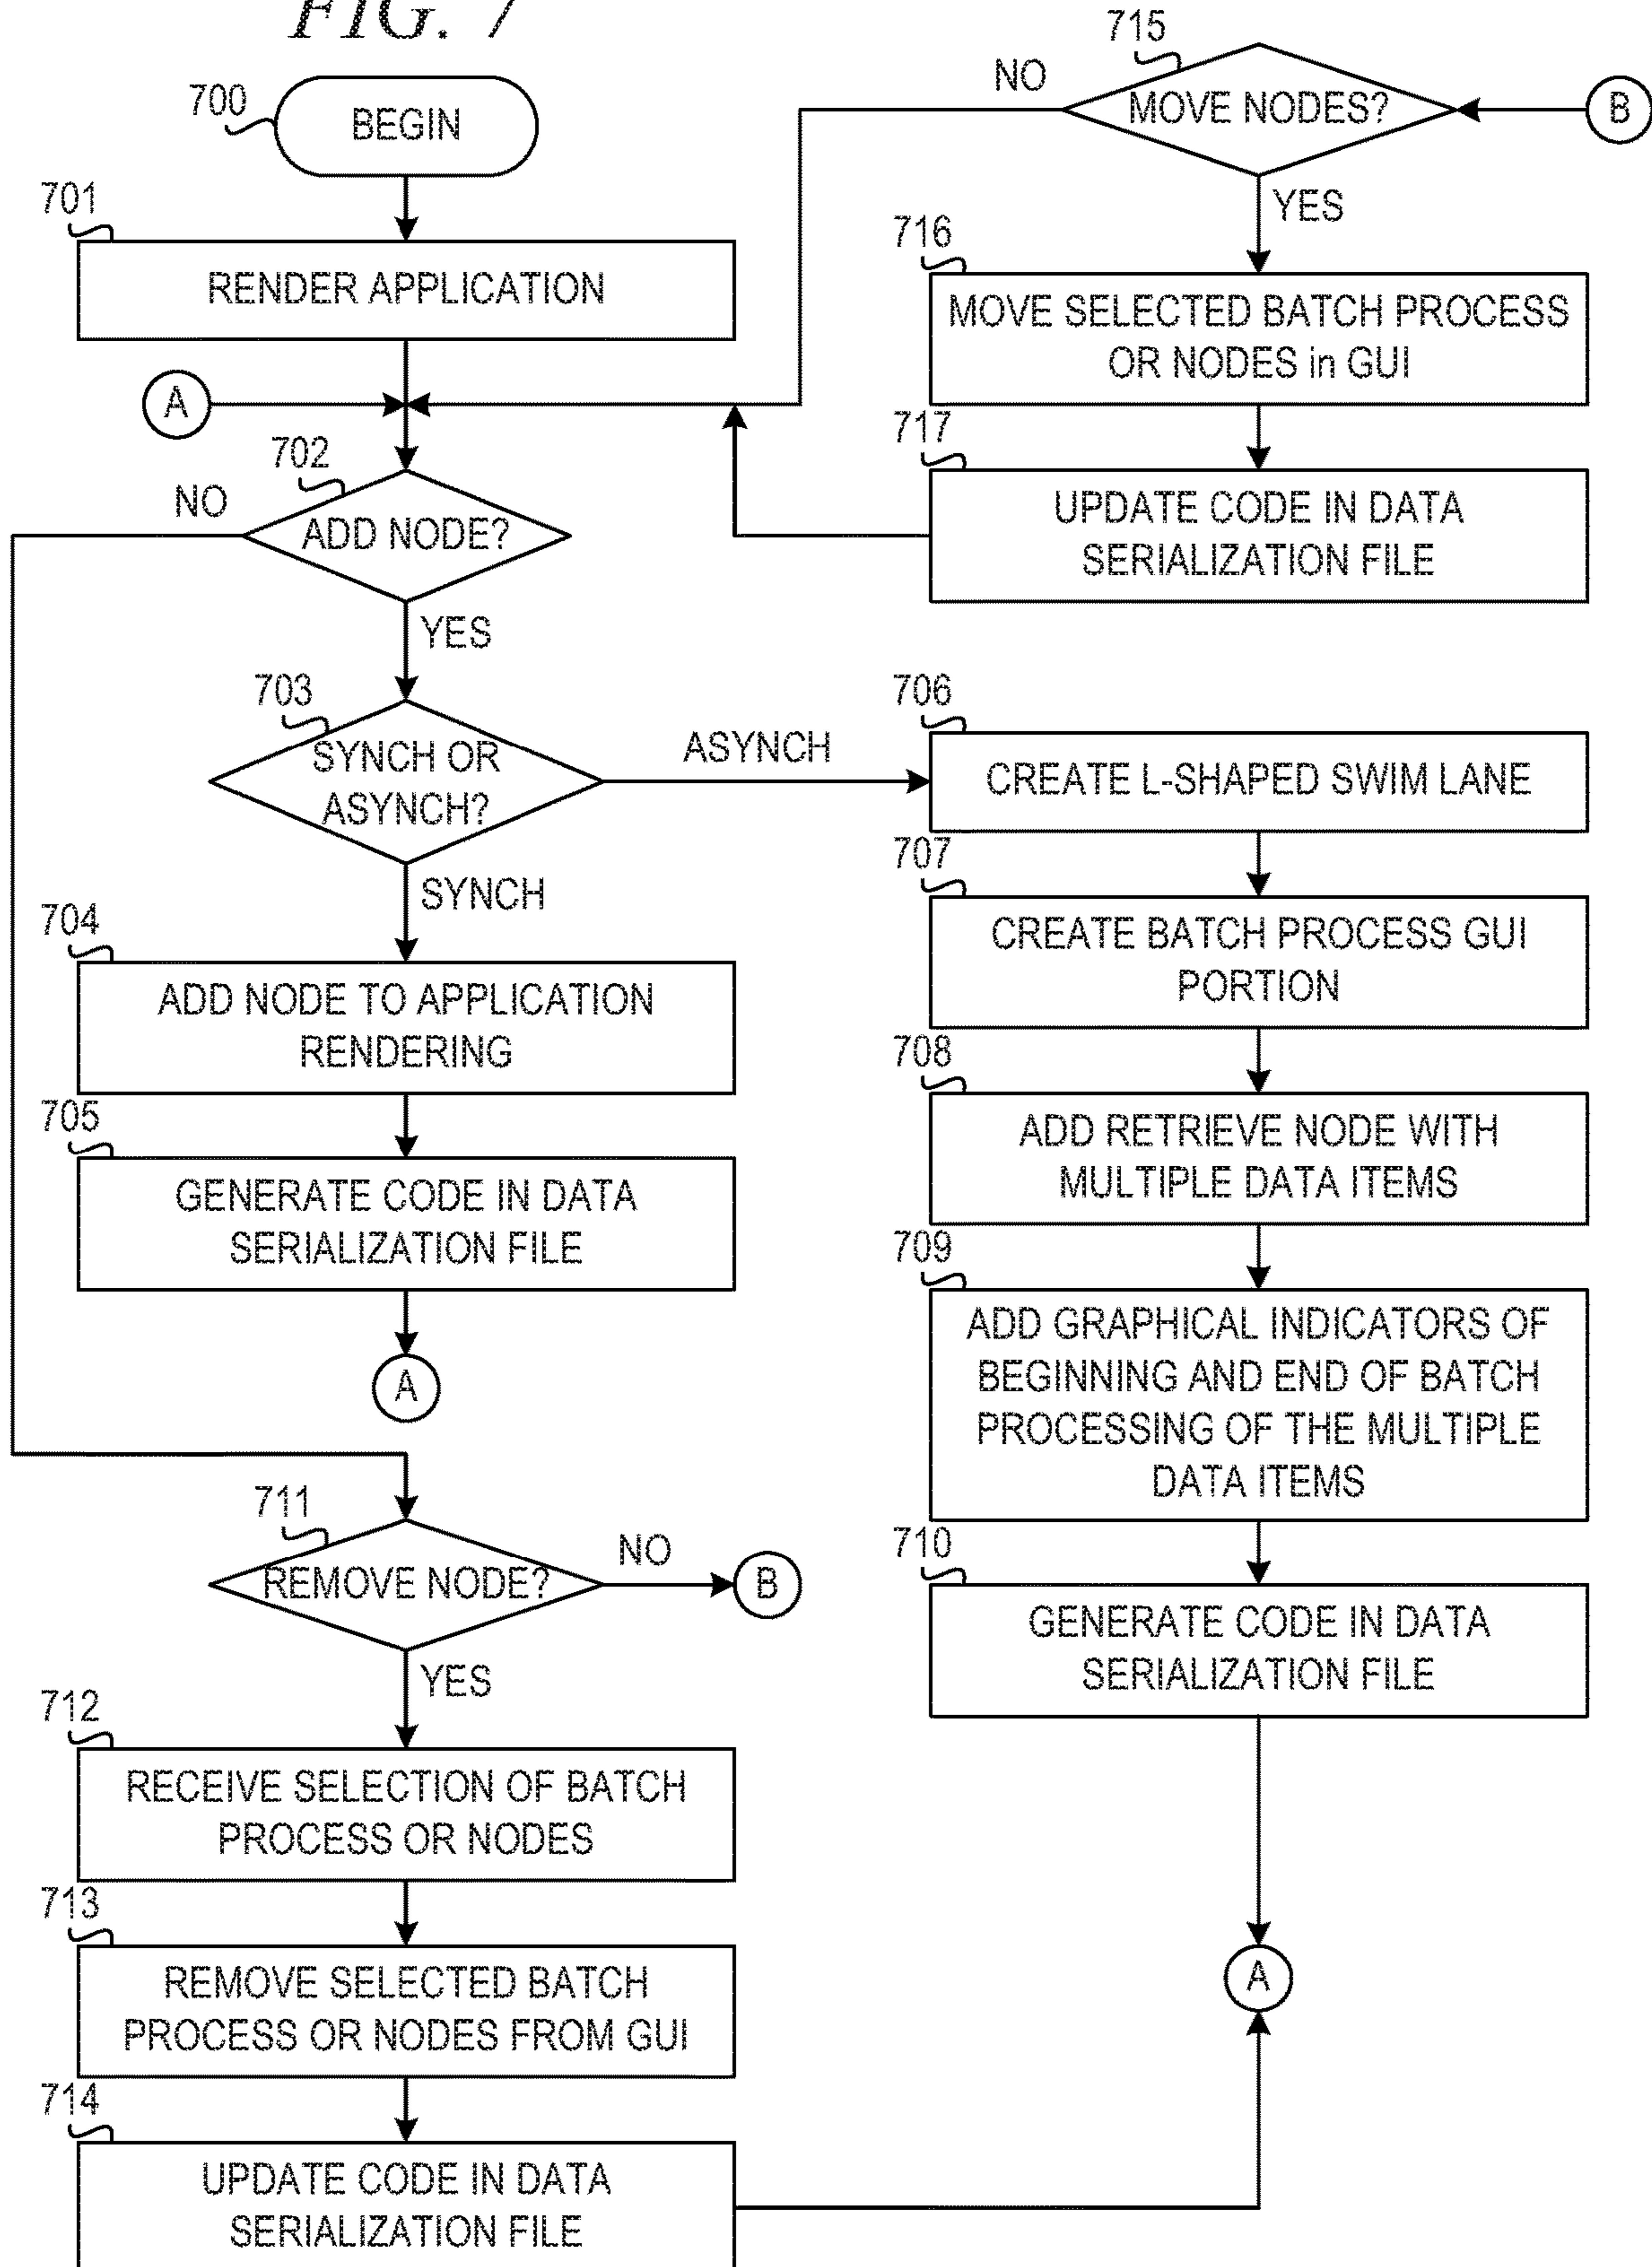 FIG. 7
700
BEGIN
701
RENDER APPLICATION
A
702
NO
ADD NODE?
YES
703
SYNCH OR
ASYNCH?
ASYNCH
SYNCH
704
ADD NODE TO APPLICATION
RENDERING
705
GENERATE CODE IN DATA
SERIALIZATION FILE
A
711
REMOVE NODE?
NO
B
YES
712
RECEIVE SELECTION OF BATCH
PROCESS OR NODES
713
REMOVE SELECTED BATCH
PROCESS OR NODES FROM GUI
714
UPDATE CODE IN DATA
SERIALIZATION FILE
715
NO
MOVE NODES?
B
YES
716
MOVE SELECTED BATCH PROCESS
OR NODES in GUI
717
UPDATE CODE IN DATA
SERIALIZATION FILE
706
CREATE L-SHAPED SWIM LANE
707
CREATE BATCH PROCESS GUI
PORTION
708
ADD RETRIEVE NODE WITH
MULTIPLE DATA ITEMS
709
ADD GRAPHICAL INDICATORS OF
BEGINNING AND END OF BATCH
PROCESSING OF THE MULTIPLE
DATA ITEMS
710
GENERATE CODE IN DATA
SERIALIZATION FILE
A